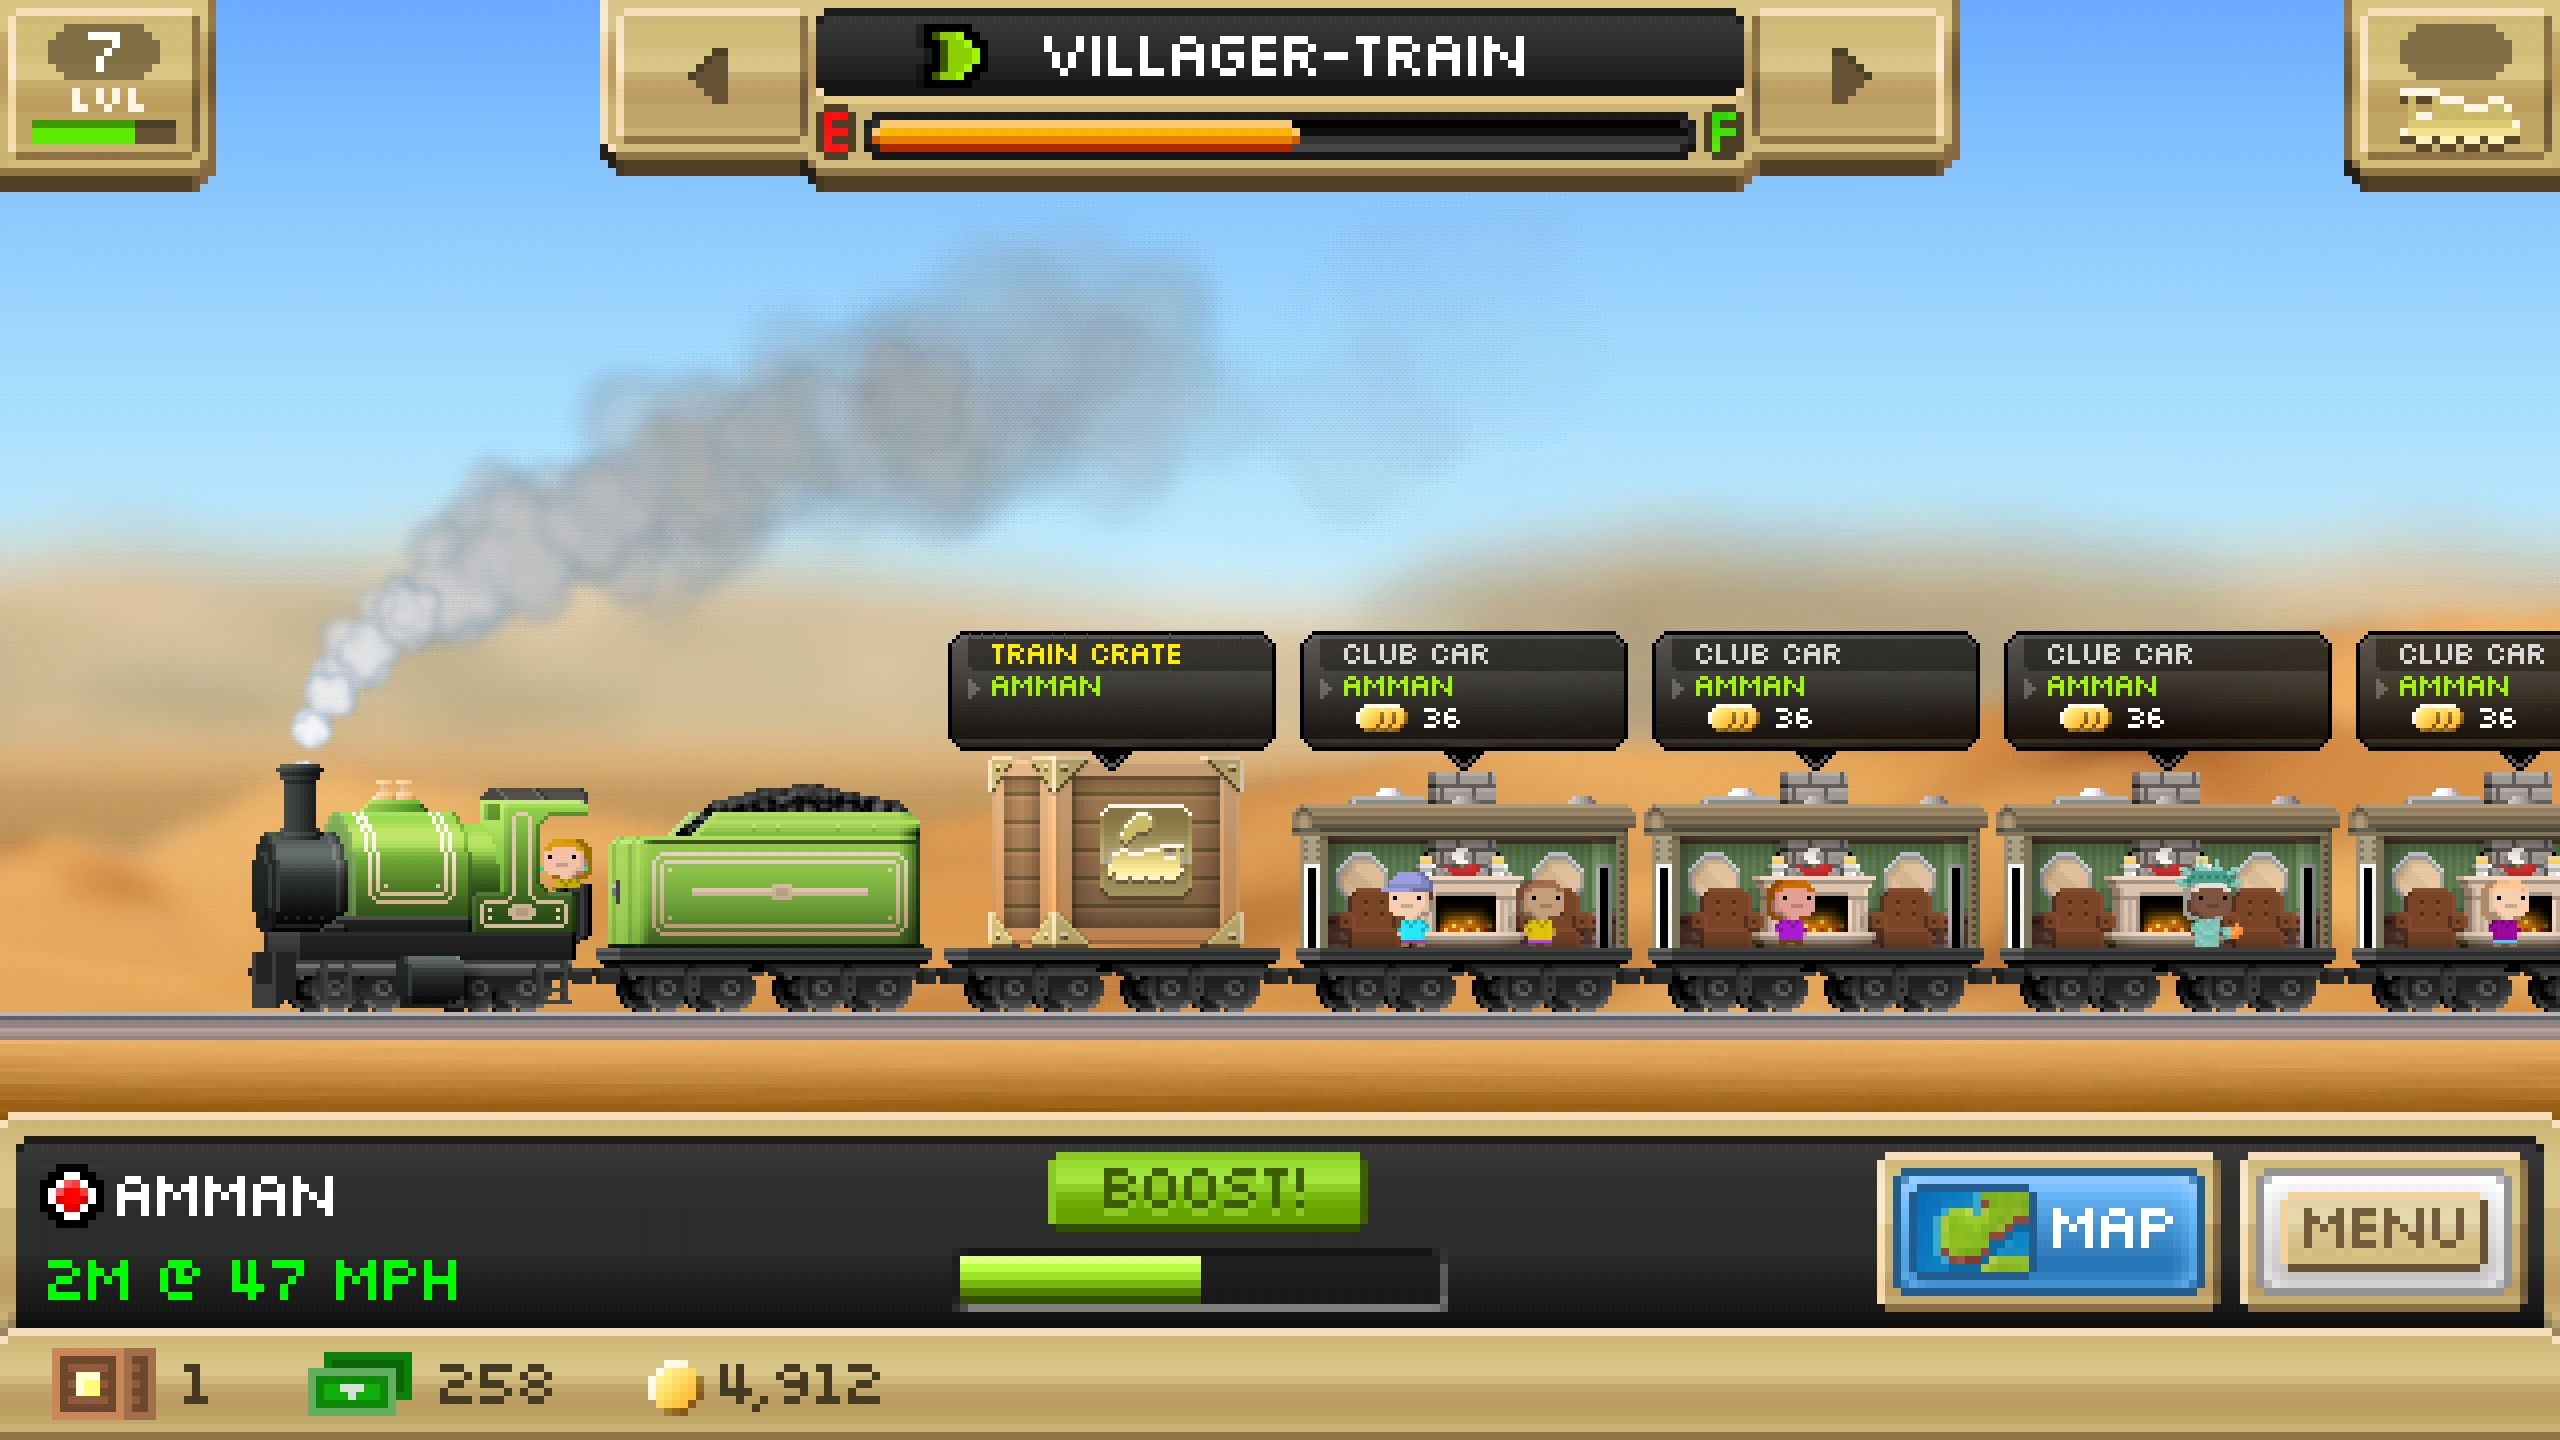 7
LVL
VILLAGER-TRAIN
E F
TRAIN CRATE
AMMAN
CLUB CAR
AMMAN
36
CLUB CAR
AMMAN
36
CLUB CAR
AMMAN
36
CLUB CAR
AMMAN
36
AMMAN
2M @ 47 MPH
BOOST!
MAP
MENU
1
258
4,912